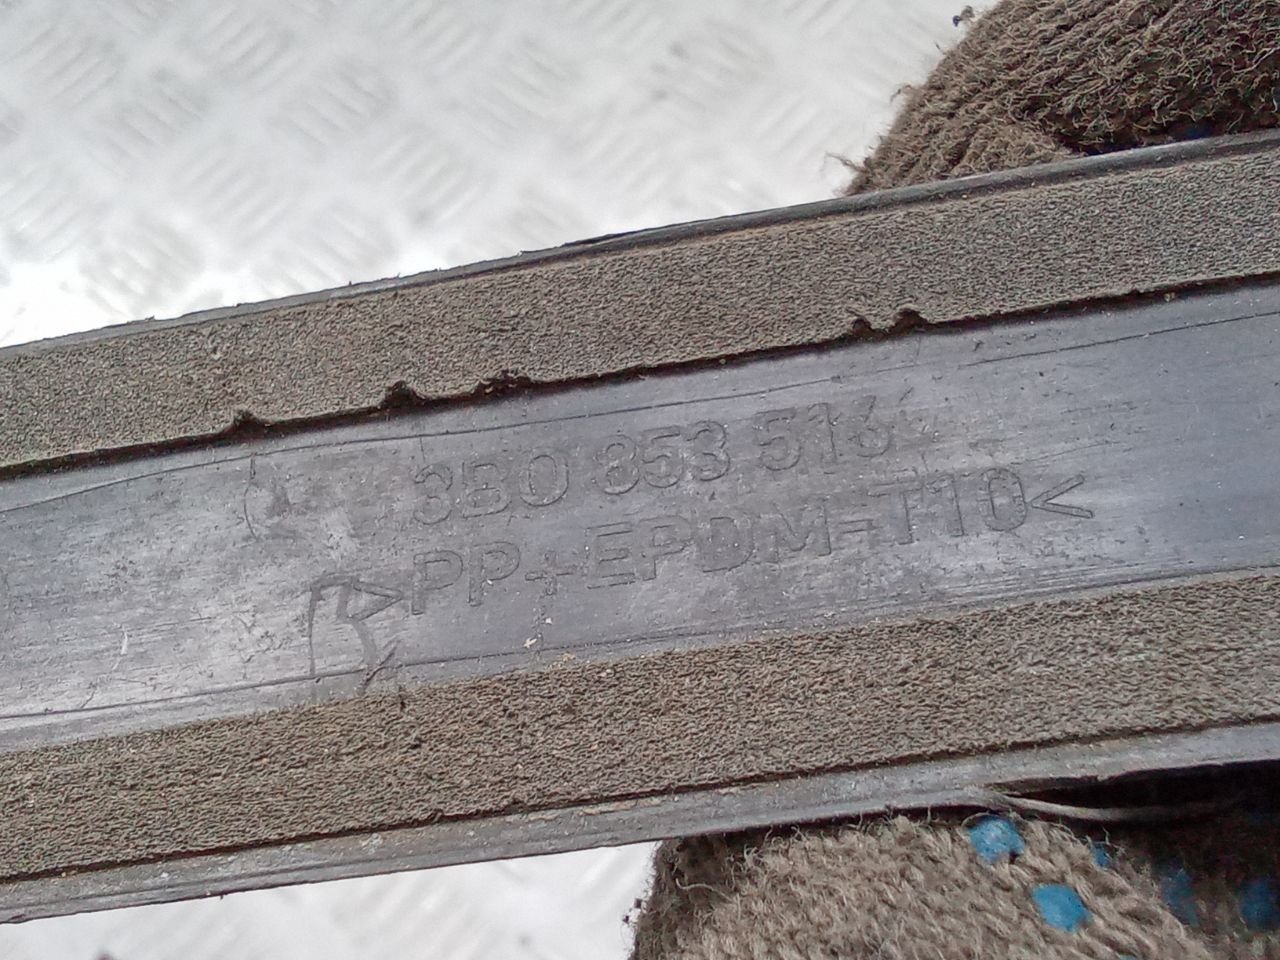 3B0 853 516
>PP+EPDM-T10<